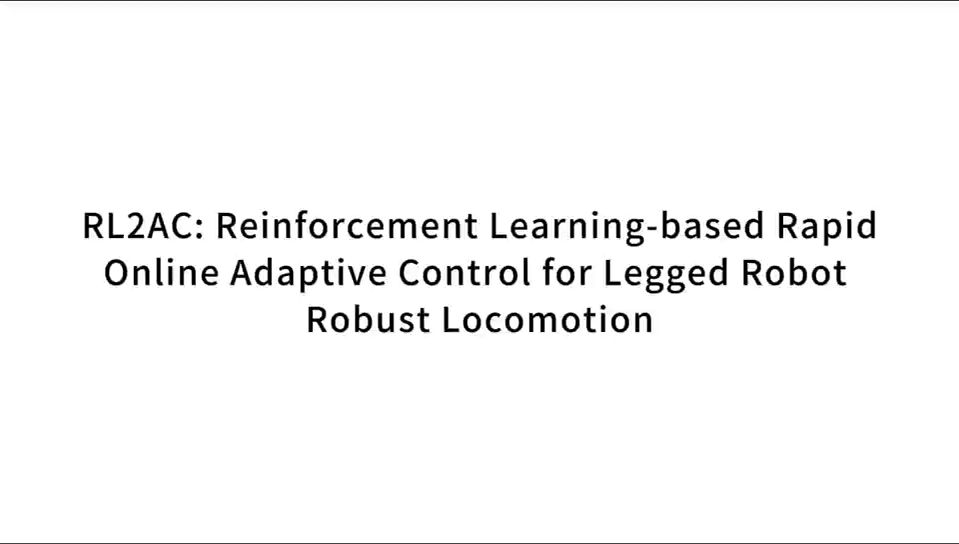 RL2AC: Reinforcement Learning-based Rapid
Online Adaptive Control for Legged Robot
Robust Locomotion